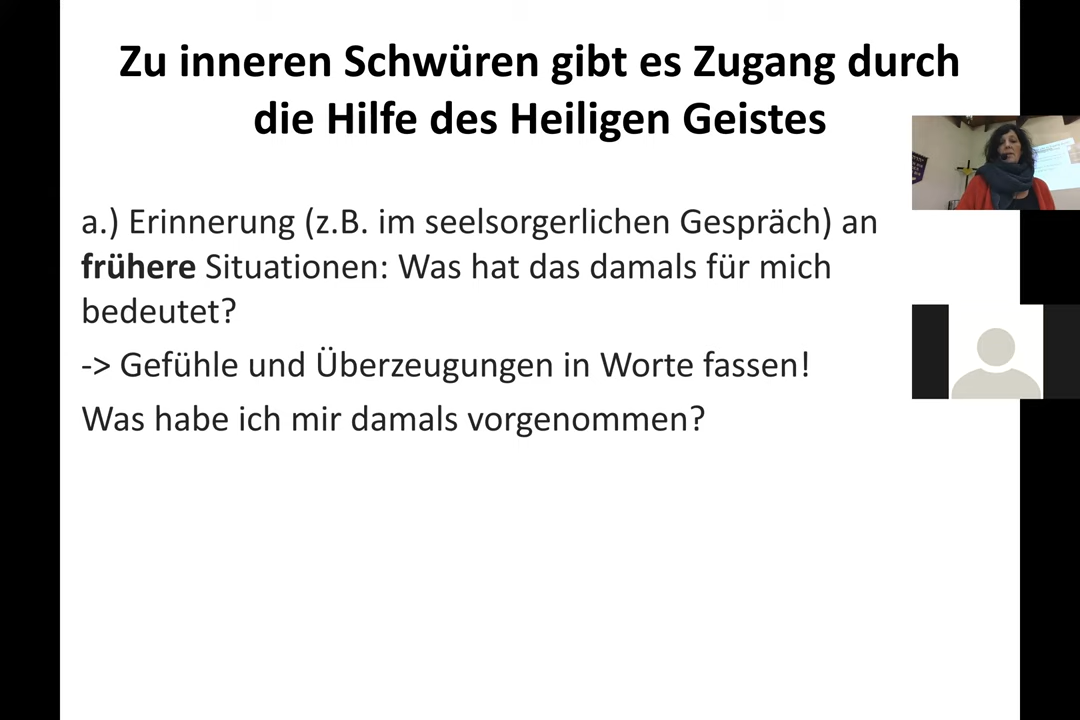 Zu inneren Schwüren gibt es Zugang durch
die Hilfe des Heiligen Geistes
a.) Erinnerung (z.B. im seelsorgerlichen Gespräch) an
frühere Situationen: Was hat das damals für mich
bedeutet?
-> Gefühle und Überzeugungen in Worte fassen!
Was habe ich mir damals vorgenommen?